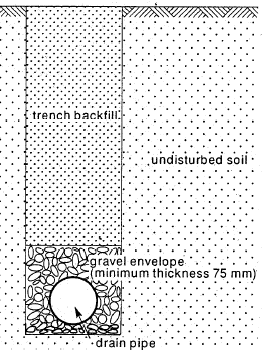 trench backfill
undisturbed soil
gravel envelope
(minimum thickness 75 mm)
drain pipe